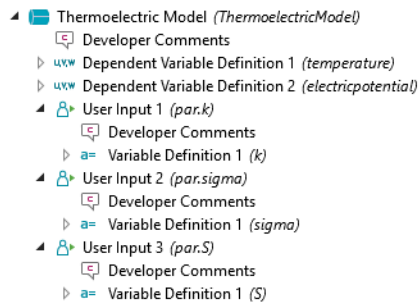 Thermoelectric Model (ThermoelectricModel)
Developer Comments
u,v,w Dependent Variable Definition 1 (temperature)
u,v,w Dependent Variable Definition 2 (electricpotential)
User Input 1 (par.k)
Developer Comments
a= Variable Definition 1 (k)
User Input 2 (par.sigma)
Developer Comments
a= Variable Definition 1 (sigma)
User Input 3 (par.S)
Developer Comments
a= Variable Definition 1 (S)